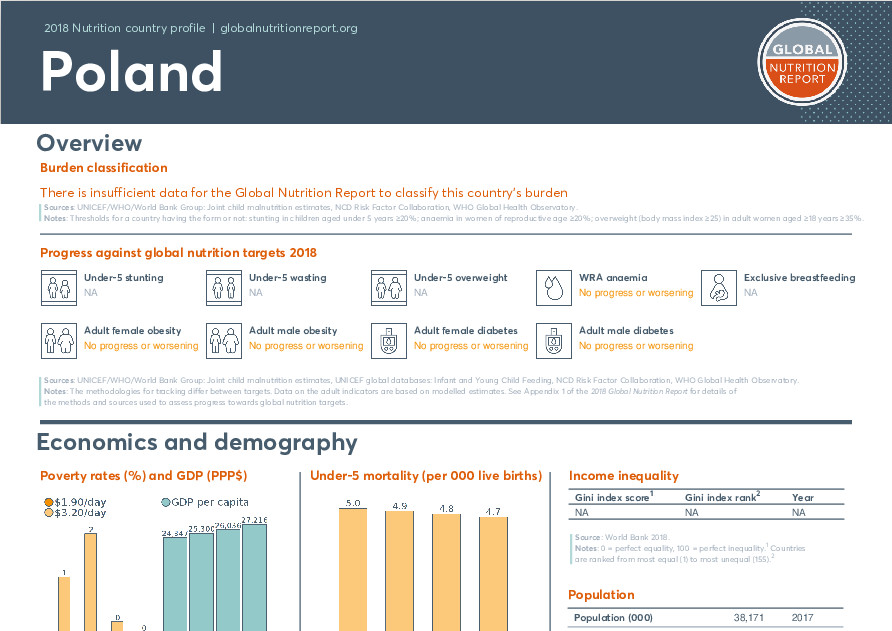 2018 Nutrition country profile | globalnutritionreport.org
Poland
GLOBAL
NUTRITION
REPORT
Overview
Burden classification
There is insufficient data for the Global Nutrition Report to classify this country's burden
Sources: UNICEF/WHO/World Bank Group: Joint child malnutrition estimates, NCD Risk Factor Collaboration, WHO Global Health Observatory.
Notes: Thresholds for a country having the form or not: stunting in children aged under 5 years ≥20%; anaemia in women of reproductive age ≥20%; overweight (body mass index ≥25) in adult women aged ≥18 years ≥35%.
Progress against global nutrition targets 2018
Under-5 stunting
NA
Under-5 wasting
NA
Under-5 overweight
NA
WRA anaemia
No progress or worsening
Exclusive breastfeeding
NA
Adult female obesity
No progress or worsening
Adult male obesity
No progress or worsening
Adult female diabetes
No progress or worsening
Adult male diabetes
No progress or worsening
Sources: UNICEF/WHO/World Bank Group: Joint child malnutrition estimates, UNICEF global databases: Infant and Young Child Feeding, NCD Risk Factor Collaboration, WHO Global Health Observatory.
Notes: The methodologies for tracking differ between targets. Data on the adult indicators are based on modelled estimates. See Appendix 1 of the 2018 Global Nutrition Report for details of
the methods and sources used to assess progress towards global nutrition targets.
Economics and demography
Poverty rates (%) and GDP (PPP$)
$1.90/day
$3.20/day
GDP per capita
1
2
0
0
24,347
25,300
26,036
27,216
Under-5 mortality (per 000 live births)
5.0
4.9
4.8
4.7
Income inequality
Gini index score¹ Gini index rank² Year
NA NA NA
Source: World Bank 2018.
Notes: 0 = perfect equality, 100 = perfect inequality.¹ Countries
are ranked from most equal (1) to most unequal (155).²
Population
Population (000) 38,171 2017